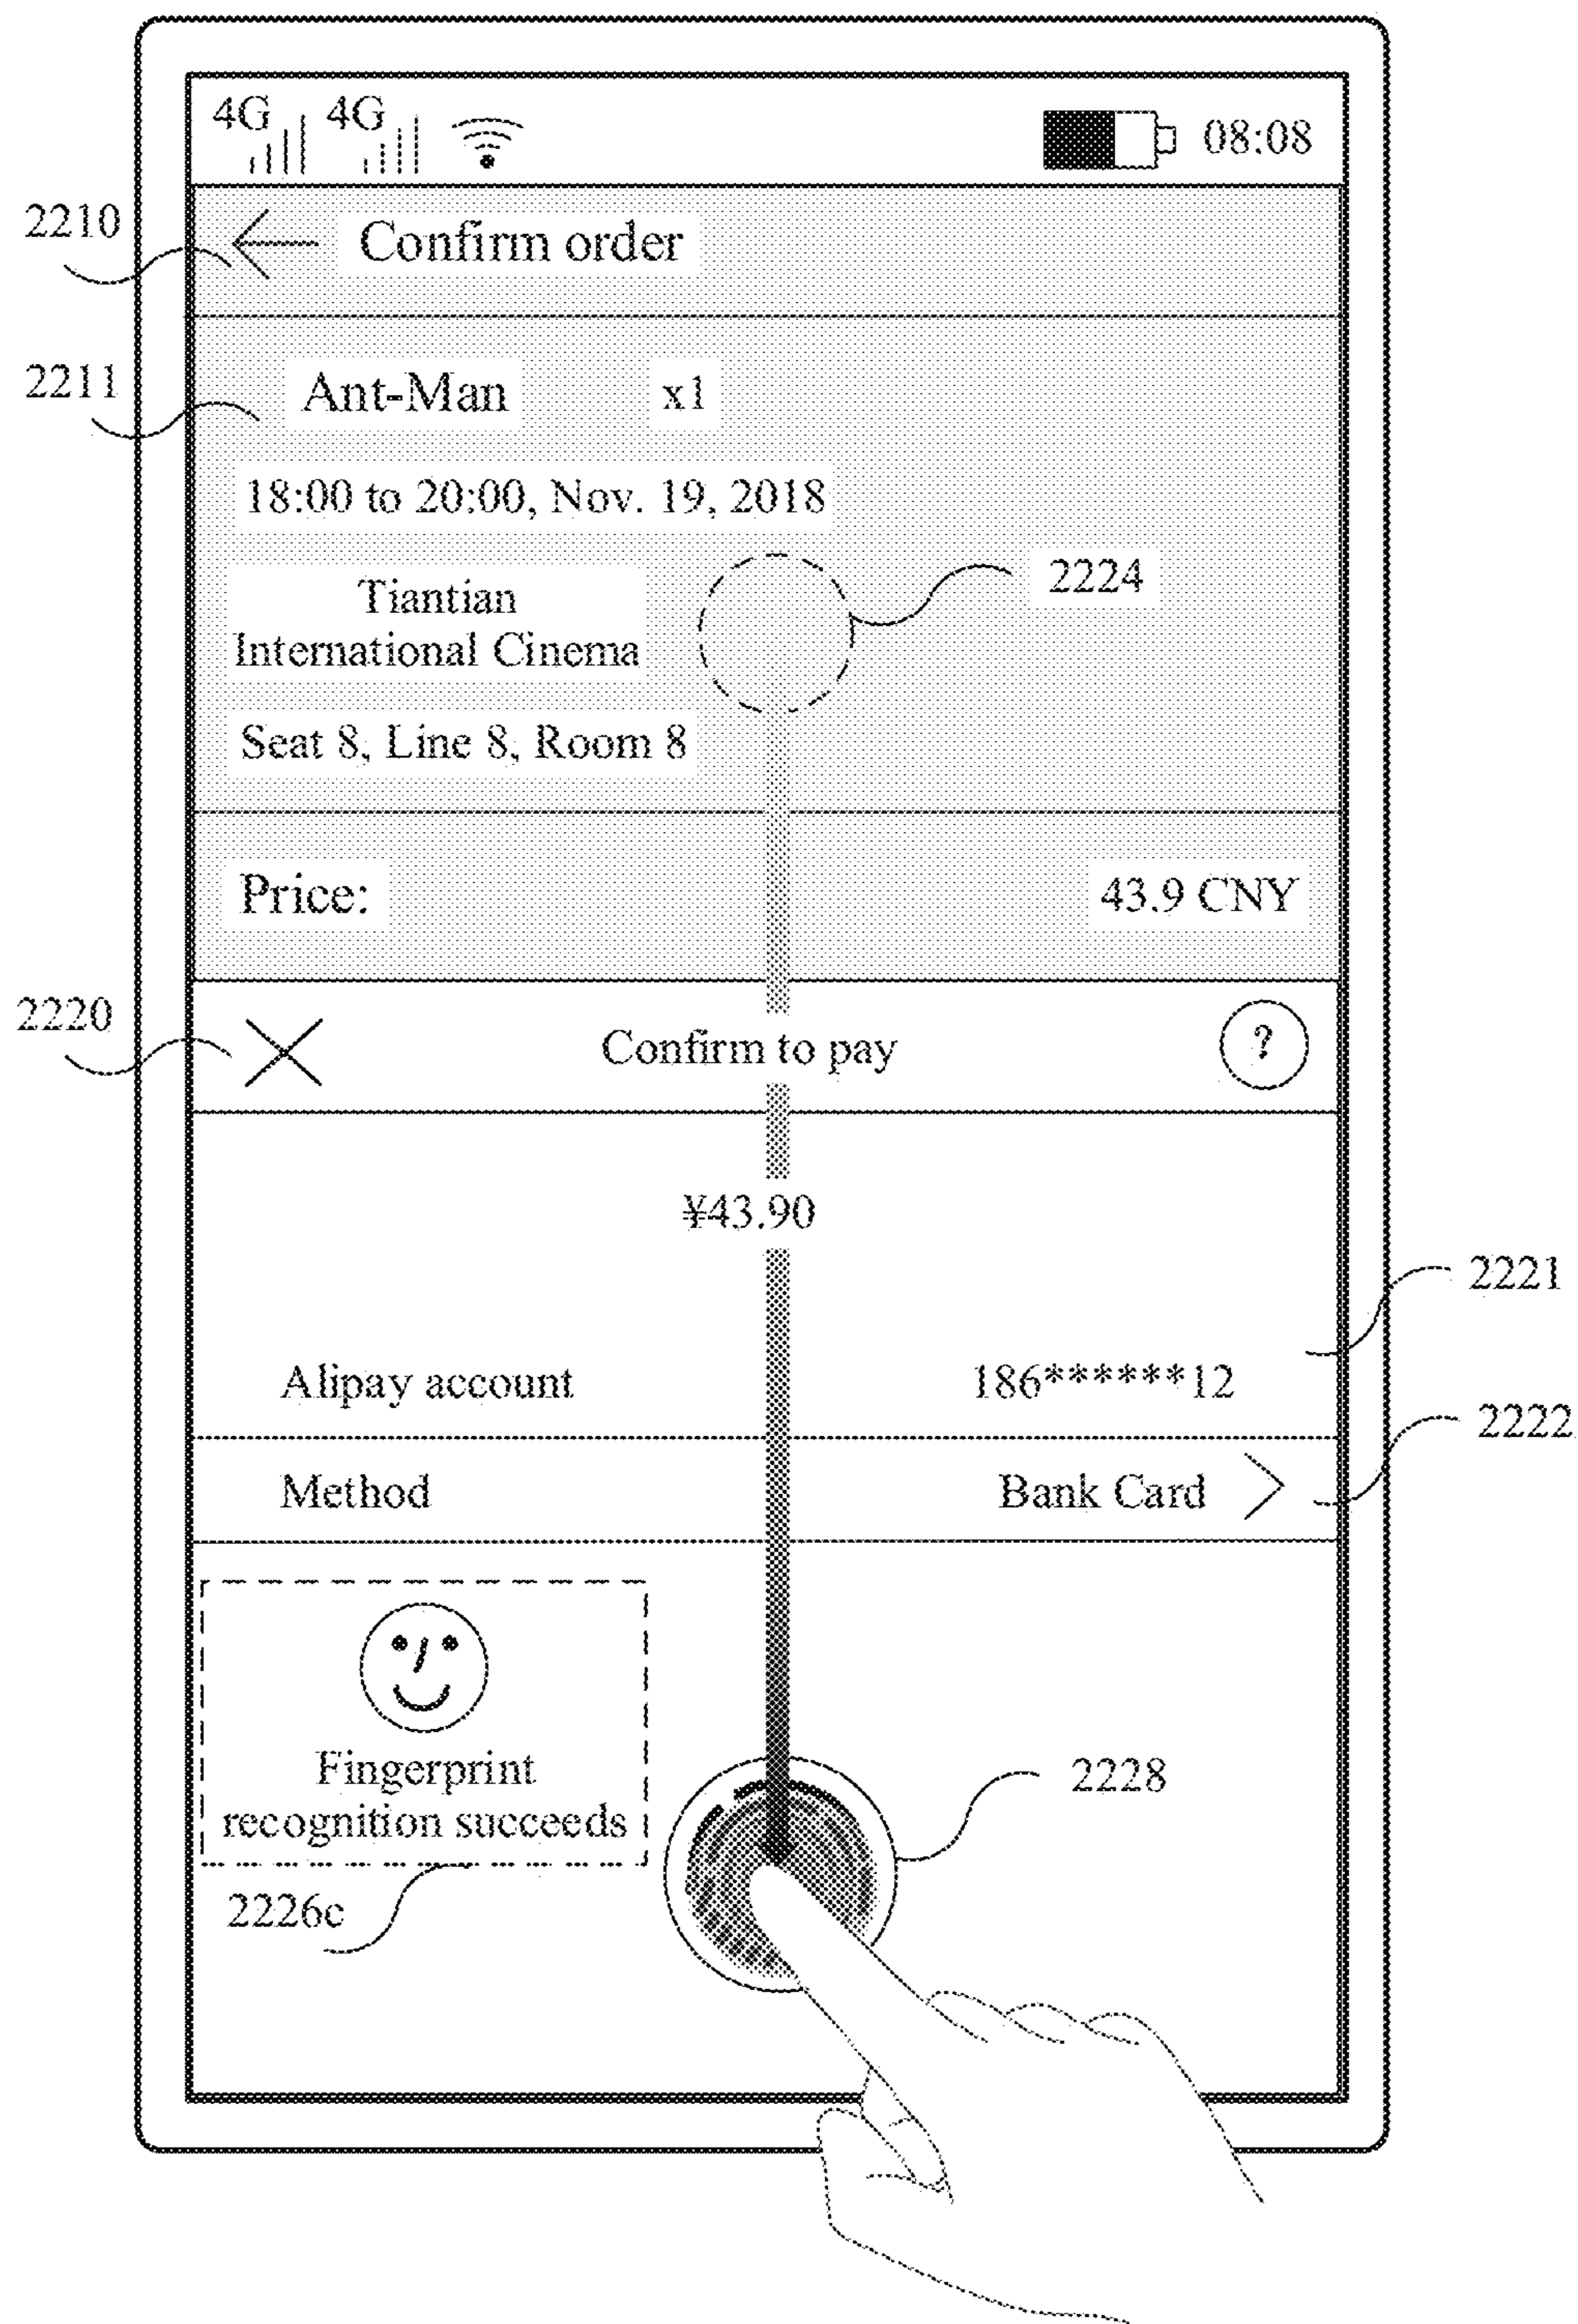 4G 4G 08:08
2210
Confirm order
2211
Ant-Man x1
18:00 to 20:00, Nov. 19, 2018
2224
Tiantian
International Cinema
Seat 8, Line 8, Room 8
Price: 43.9 CNY
2220
Confirm to pay ?
¥43.90
2221
Alipay account 186******12
2222
Method Bank Card
Fingerprint
recognition succeeds
2228
2226c